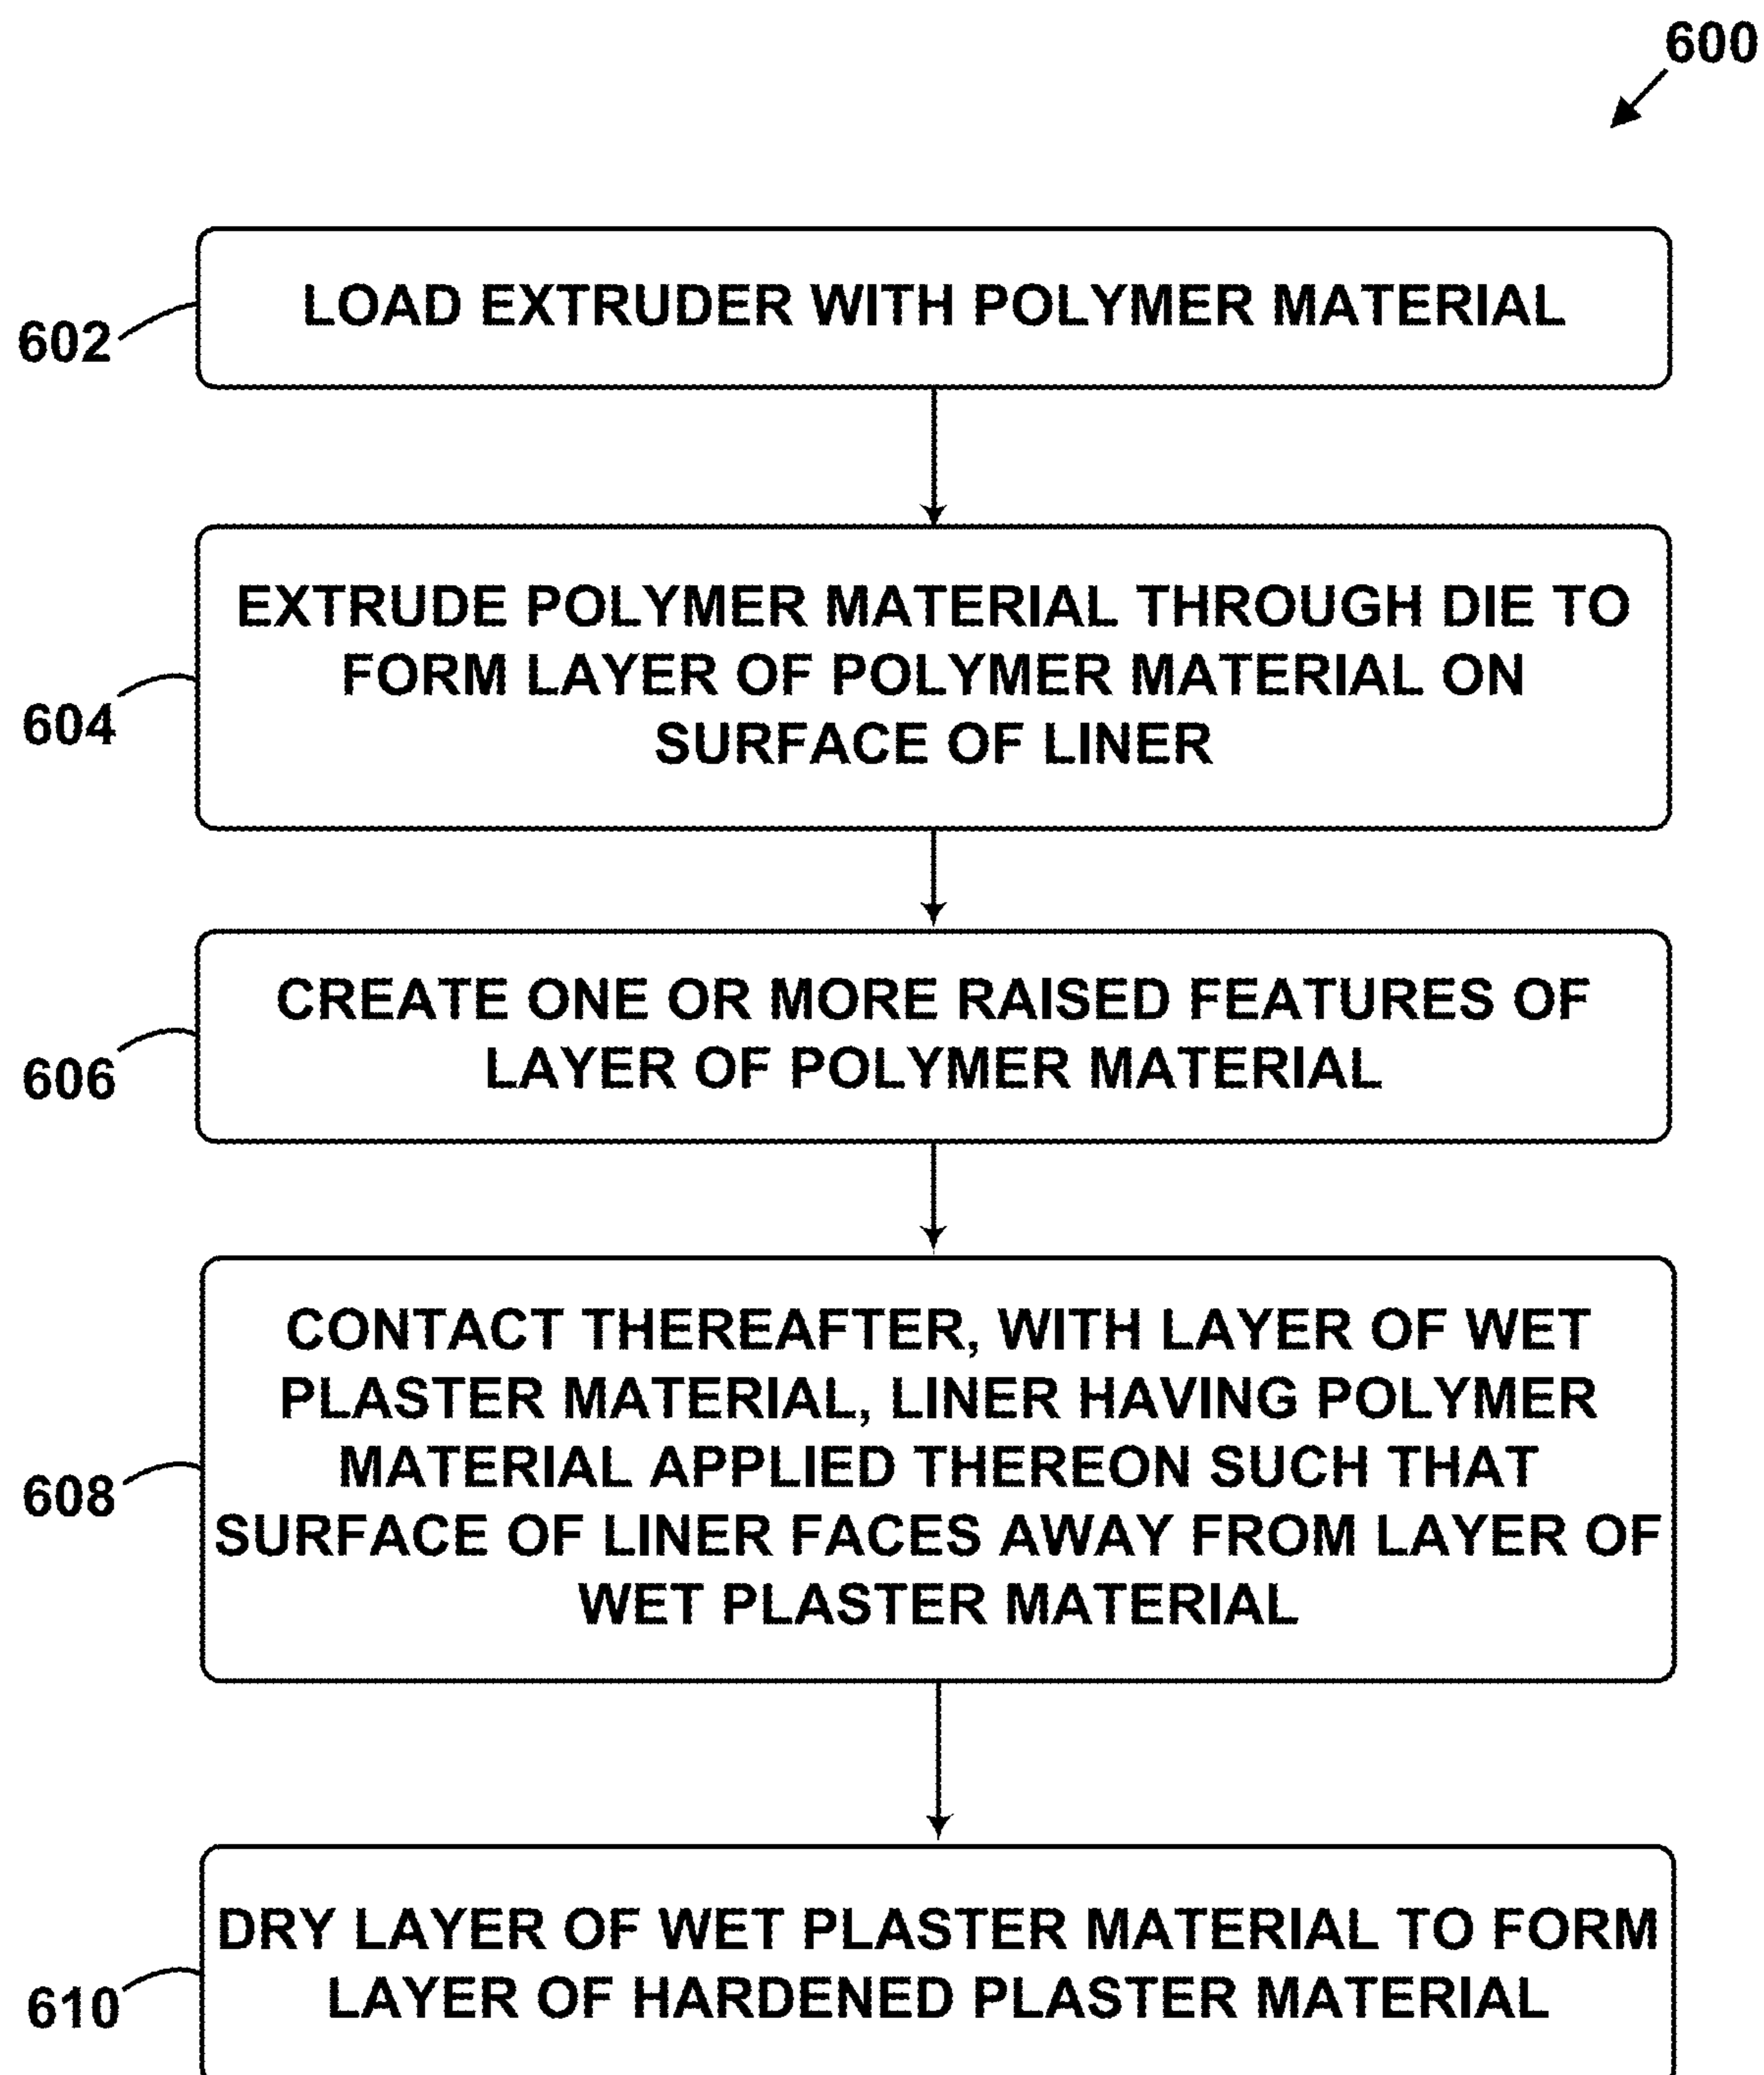 600
602
LOAD EXTRUDER WITH POLYMER MATERIAL
604
EXTRUDE POLYMER MATERIAL THROUGH DIE TO
FORM LAYER OF POLYMER MATERIAL ON
SURFACE OF LINER
606
CREATE ONE OR MORE RAISED FEATURES OF
LAYER OF POLYMER MATERIAL
608
CONTACT THEREAFTER, WITH LAYER OF WET
PLASTER MATERIAL, LINER HAVING POLYMER
MATERIAL APPLIED THEREON SUCH THAT
SURFACE OF LINER FACES AWAY FROM LAYER OF
WET PLASTER MATERIAL
610
DRY LAYER OF WET PLASTER MATERIAL TO FORM
LAYER OF HARDENED PLASTER MATERIAL